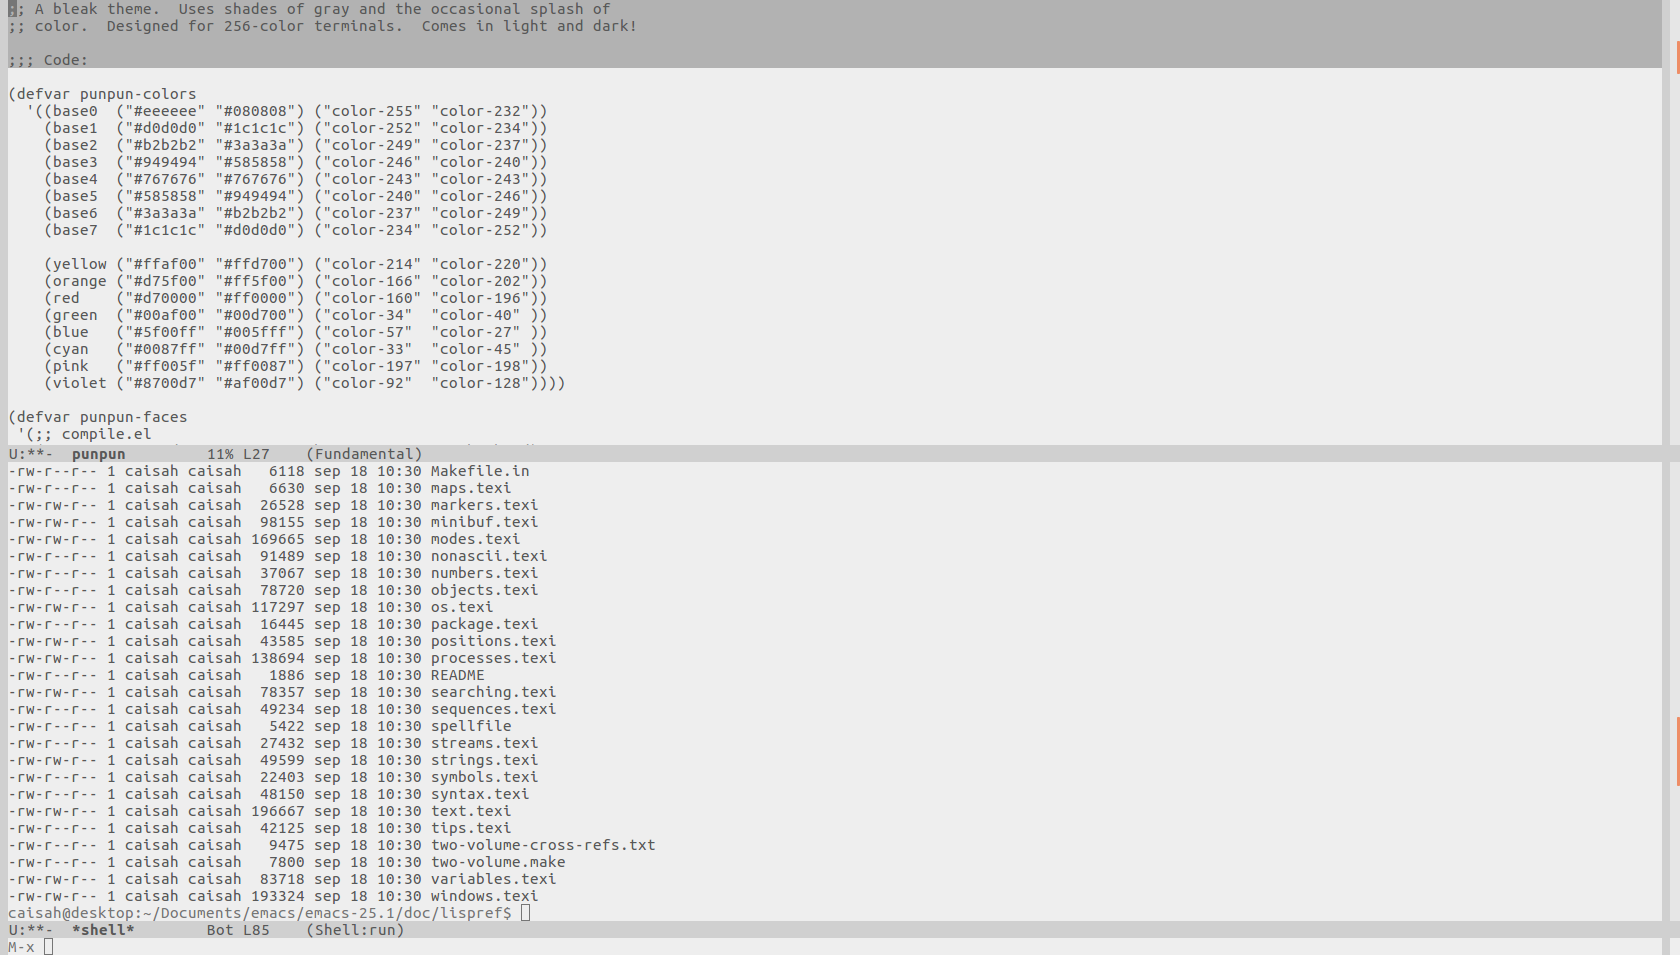 ;; A bleak theme.  Uses shades of gray and the occasional splash of
;; color.  Designed for 256-color terminals.  Comes in light and dark!
;;; Code:
(defvar punpun-colors
  '((base0  ("#eeeeee" "#080808") ("color-255" "color-232"))
    (base1  ("#d0d0d0" "#1c1c1c") ("color-252" "color-234"))
    (base2  ("#b2b2b2" "#3a3a3a") ("color-249" "color-237"))
    (base3  ("#949494" "#585858") ("color-246" "color-240"))
    (base4  ("#767676" "#767676") ("color-243" "color-243"))
    (base5  ("#585858" "#949494") ("color-240" "color-246"))
    (base6  ("#3a3a3a" "#b2b2b2") ("color-237" "color-249"))
    (base7  ("#1c1c1c" "#d0d0d0") ("color-234" "color-252"))
    (yellow ("#ffaf00" "#ffd700") ("color-214" "color-220"))
    (orange ("#d75f00" "#ff5f00") ("color-166" "color-202"))
    (red    ("#d70000" "#ff0000") ("color-160" "color-196"))
    (green  ("#00af00" "#00d700") ("color-34"  "color-40" ))
    (blue   ("#5f00ff" "#005fff") ("color-57"  "color-27" ))
    (cyan   ("#0087ff" "#00d7ff") ("color-33"  "color-45" ))
    (pink   ("#ff005f" "#ff0087") ("color-197" "color-198"))
    (violet ("#8700d7" "#af00d7") ("color-92"  "color-128"))))
(defvar punpun-faces
 '(;; compile.el
U:**-  punpun         11% L27    (Fundamental)
-rw-r--r-- 1 caisah caisah   6118 sep 18 10:30 Makefile.in
-rw-r--r-- 1 caisah caisah   6630 sep 18 10:30 maps.texi
-rw-rw-r-- 1 caisah caisah  26528 sep 18 10:30 markers.texi
-rw-rw-r-- 1 caisah caisah  98155 sep 18 10:30 minibuf.texi
-rw-rw-r-- 1 caisah caisah 169665 sep 18 10:30 modes.texi
-rw-rw-r-- 1 caisah caisah  91489 sep 18 10:30 nonascii.texi
-rw-r--r-- 1 caisah caisah  37067 sep 18 10:30 numbers.texi
-rw-r--r-- 1 caisah caisah  78720 sep 18 10:30 objects.texi
-rw-rw-r-- 1 caisah caisah 117297 sep 18 10:30 os.texi
-rw-r--r-- 1 caisah caisah  16445 sep 18 10:30 package.texi
-rw-rw-r-- 1 caisah caisah  43585 sep 18 10:30 positions.texi
-rw-rw-r-- 1 caisah caisah 138694 sep 18 10:30 processes.texi
-rw-r--r-- 1 caisah caisah   1886 sep 18 10:30 README
-rw-rw-r-- 1 caisah caisah  78357 sep 18 10:30 searching.texi
-rw-rw-r-- 1 caisah caisah  49234 sep 18 10:30 sequences.texi
-rw-r--r-- 1 caisah caisah   5422 sep 18 10:30 spellfile
-rw-r--r-- 1 caisah caisah  27432 sep 18 10:30 streams.texi
-rw-rw-r-- 1 caisah caisah  49599 sep 18 10:30 strings.texi
-rw-r--r-- 1 caisah caisah  22403 sep 18 10:30 symbols.texi
-rw-r--r-- 1 caisah caisah  48150 sep 18 10:30 syntax.texi
-rw-rw-r-- 1 caisah caisah 196667 sep 18 10:30 text.texi
-rw-r--r-- 1 caisah caisah  42125 sep 18 10:30 tips.texi
-rw-r--r-- 1 caisah caisah   9475 sep 18 10:30 two-volume-cross-refs.txt
-rw-r--r-- 1 caisah caisah   7800 sep 18 10:30 two-volume.make
-rw-rw-r-- 1 caisah caisah  83718 sep 18 10:30 variables.texi
-rw-rw-r-- 1 caisah caisah 193324 sep 18 10:30 windows.texi
caisah@desktop:~/Documents/emacs/emacs-25.1/doc/lispref$
U:**-  *shell*        Bot L85    (Shell:run)
M-x